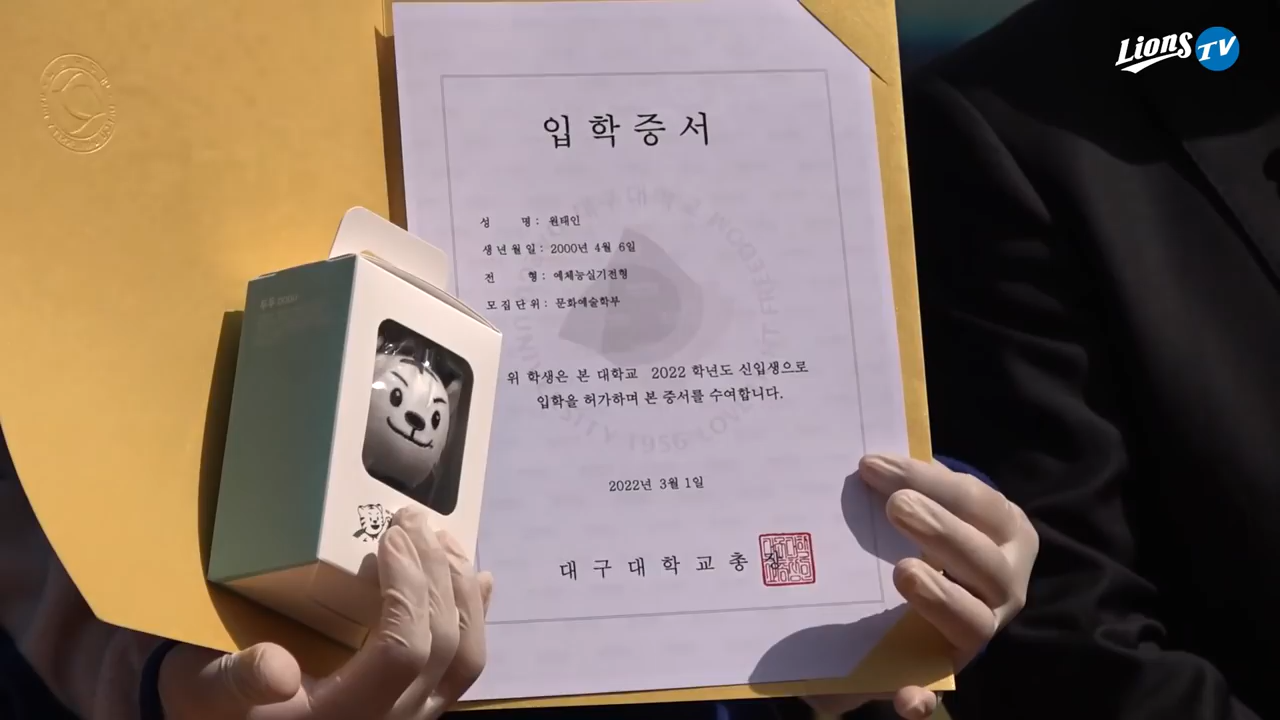 Lions TV
입학증서
성 명 : 원태인
생년월일 : 2000년 4월 6일
전 형 : 예체능실기전형
모집단위 : 문화예술학부
위 학생은 본 대학교 2022 학년도 신입생으로
입학을 허가하며 본 증서를 수여합니다.
2022년 3월 1일
대구대학교총장